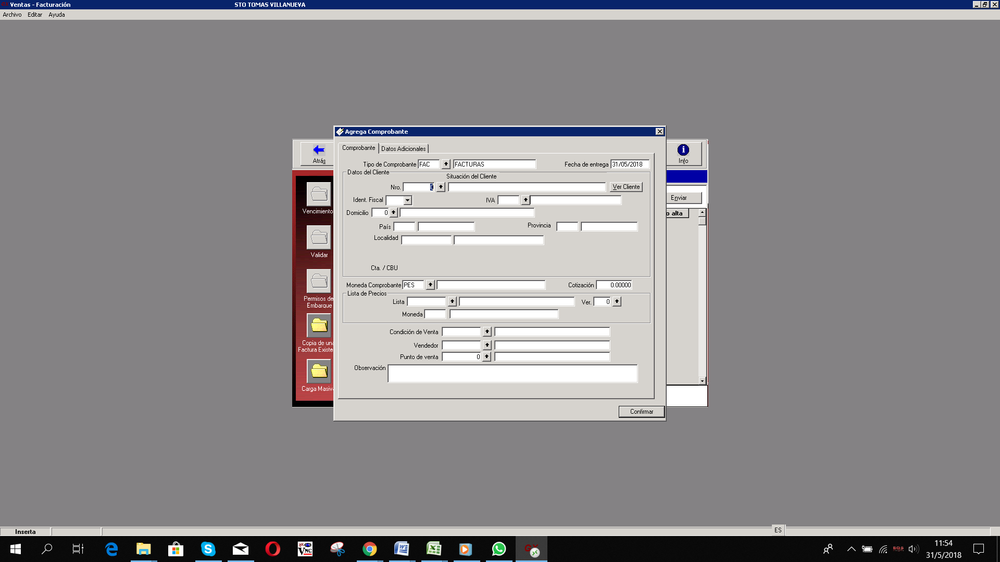 Ventas - Facturación STO TOMAS VILLANUEVA
Archivo Editar Ayuda
Agrega Comprobante
Atrás
Info
Comprobante Datos Adicionales
Tipo de Comprobante FAC FACTURAS Fecha de entrega 31/05/2018
Datos del Cliente
Situación del Cliente
Nro. 0 Ver Cliente
Ident. Fiscal IVA
Domicilio 0
País Provincia
Localidad
Cta. / CBU
Moneda Comprobante PES Cotización 0.00000
Lista de Precios
Lista Ver. 0
Moneda
Condición de Venta
Vendedor
Punto de venta 0
Observación
Confirmar
Vencimiento
Validar
Permisos de
Embarque
Copia de una
Factura Existe
Carga Masiva
Enviar
o alta
Inserta
ES
VNC
11:54
31/5/2018